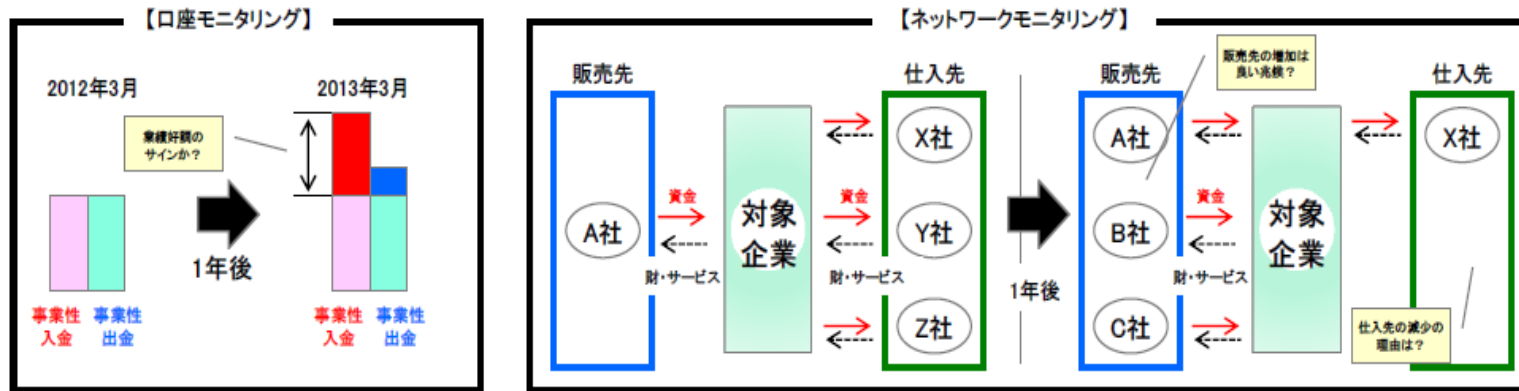 【口座モニタリング】
2012年3月
2013年3月
業績好調の
サインか?
1年後
事業性
入金
事業性
出金
事業性
入金
事業性
出金
【ネットワークモニタリング】
販売先
仕入先
A社
資金
財・サービス
対象
企業
資金
財・サービス
X社
Y社
Z社
1年後
販売先
仕入先
販売先の増加は
良い兆候?
A社
B社
C社
資金
財・サービス
対象
企業
X社
仕入先の減少の
理由は?